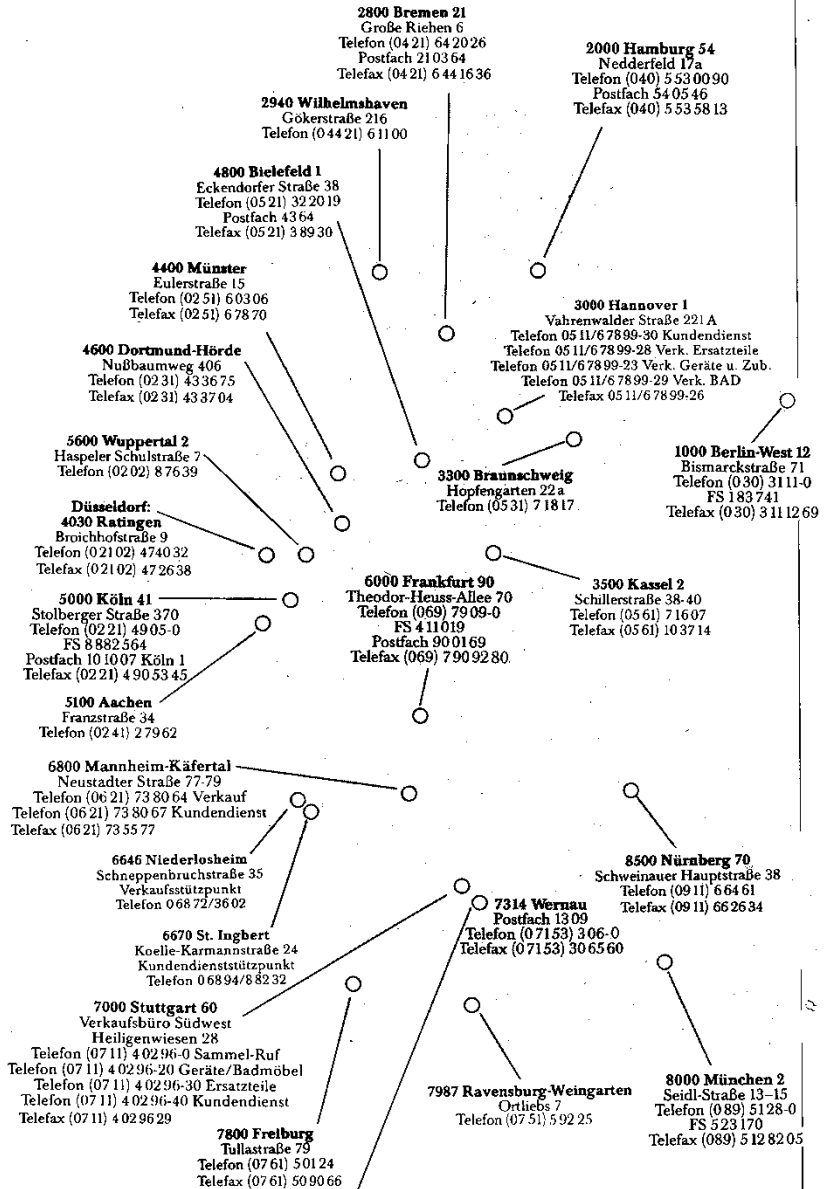 2800 Bremen 21
Große Riehen 6
Telefon (04 21) 64 20 26
Postfach 21 03 64
Telefax (04 21) 6 44 16 36
2000 Hamburg 54
Nedderfeld 17a
Telefon (040) 5 53 00 90
Postfach 54 05 46
Telefax (040) 5 53 58 13
2940 Wilhelmshaven
Gökerstraße 216
Telefon (0 44 21) 6 11 00
4800 Bielefeld 1
Eckendorfer Straße 38
Telefon (05 21) 32 20 19
Postfach 43 64
Telefax (05 21) 3 89 30
4400 Münster
Eulerstraße 15
Telefon (02 51) 6 03 06
Telefax (02 51) 6 78 70
3000 Hannover 1
Vahrenwalder Straße 221 A
Telefon 05 11/6 78 99-30 Kundendienst
Telefon 05 11/6 78 99-28 Verk. Ersatzteile
Telefon 05 11/6 78 99-23 Verk. Geräte u. Zub.
Telefon 05 11/6 78 99-29 Verk. BAD
Telefax 05 11/6 78 99-26
4600 Dortmund-Hörde
Nußbaumweg 406
Telefon (02 31) 43 36 75
Telefax (02 31) 43 37 04
5600 Wuppertal 2
Haspeler Schulstraße 7
Telefon (02 02) 8 76 39
3300 Braunschweig
Hopfengarten 22 a
Telefon (05 31) 7 18 17
1000 Berlin-West 12
Bismarckstraße 71
Telefon (0 30) 31 11-0
FS 183 741
Telefax (0 30) 3 11 12 69
Düsseldorf:
4030 Ratingen
Broichhofstraße 9
Telefon (0 21 02) 47 40 32
Telefax (0 21 02) 47 26 38
6000 Frankfurt 90
Theodor-Heuss-Allee 70
Telefon (069) 79 09-0
FS 4 11 019
Postfach 90 01 69
Telefax (069) 7 90 92 80
3500 Kassel 2
Schillerstraße 38-40
Telefon (05 61) 7 16 07
Telefax (05 61) 10 37 14
5000 Köln 41
Stolberger Straße 370
Telefon (02 21) 49 05-0
FS 8 882 564
Postfach 10 10 07 Köln 1
Telefax (02 21) 4 90 53 45
5100 Aachen
Franzstraße 34
Telefon (02 41) 2 79 62
6800 Mannheim-Käfertal
Neustadter Straße 77-79
Telefon (06 21) 73 80 64 Verkauf
Telefon (06 21) 73 80 67 Kundendienst
Telefax (06 21) 73 55 77
6646 Niederlosheim
Schneppenbruchstraße 35
Verkaufsstützpunkt
Telefon 0 68 72/36 02
8500 Nürnberg 70
Schweinauer Hauptstraße 38
Telefon (09 11) 6 64 61
Telefax (09 11) 66 26 34
7314 Wernau
Postfach 13 09
Telefon (0 71 53) 3 06-0
Telefax (0 71 53) 30 65 60
6670 St. Ingbert
Koelle-Karmannstraße 24
Kundendienststützpunkt
Telefon 0 68 94/8 82 32
7000 Stuttgart 60
Verkaufsbüro Südwest
Heiligenwiesen 28
Telefon (07 11) 4 02 96-0 Sammel-Ruf
Telefon (07 11) 4 02 96-20 Geräte/Badmöbel
Telefon (07 11) 4 02 96-30 Ersatzteile
Telefon (07 11) 4 02 96-40 Kundendienst
Telefax (07 11) 4 02 96 29
7987 Ravensburg-Weingarten
Ortliebs 7
Telefon (07 51) 5 92 25
8000 München 2
Seidl-Straße 13–15
Telefon (0 89) 51 28-0
FS 5 23 170
Telefax (089) 5 12 82 05
7800 Freiburg
Tullastraße 79
Telefon (07 61) 5 01 24
Telefax (07 61) 50 90 66